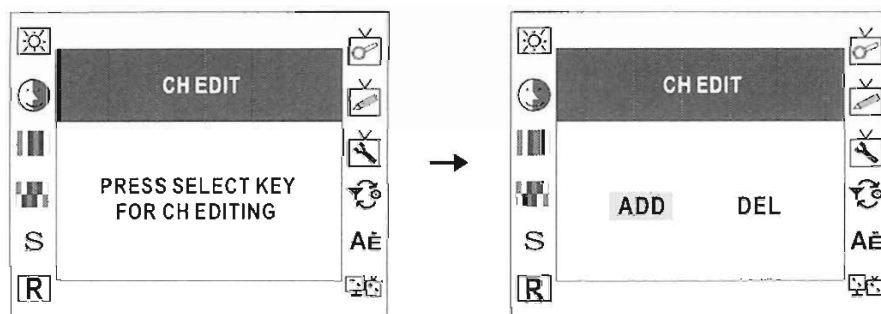 CH EDIT
PRESS SELECT KEY
FOR CH EDITING
S
AË
R
CH EDIT
ADD DEL
S
AË
R